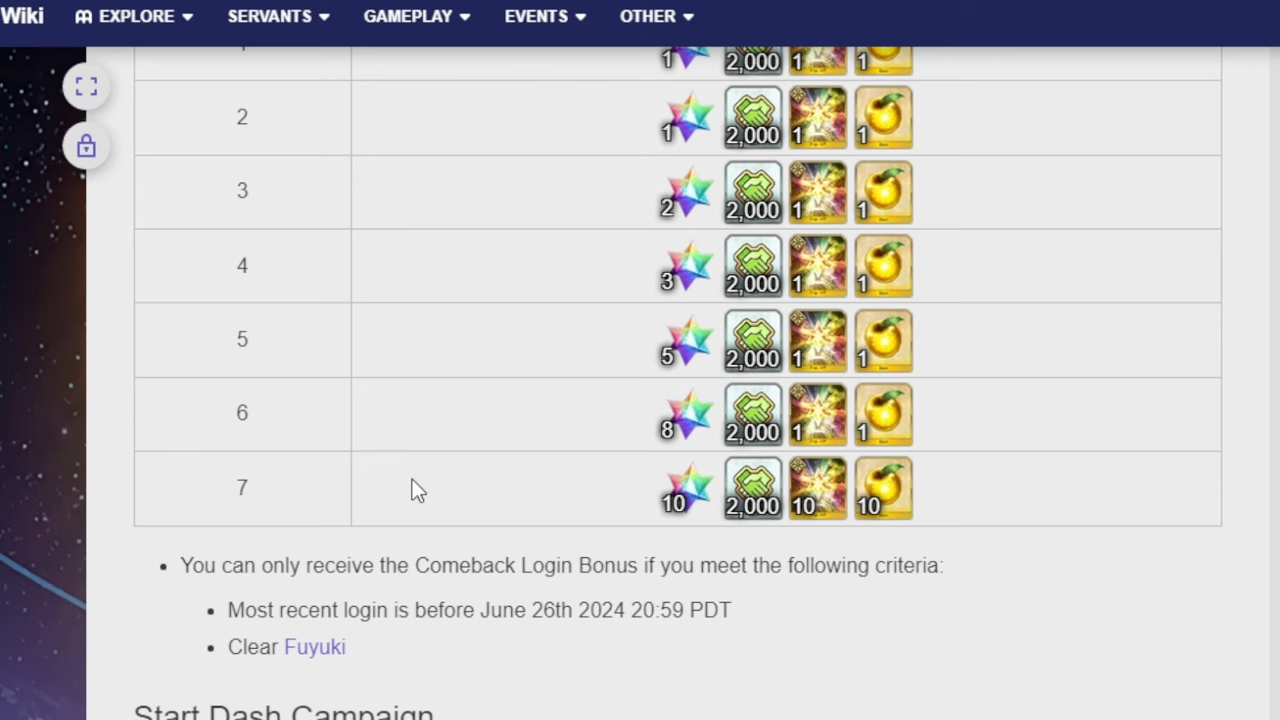 Wiki EXPLORE SERVANTS GAMEPLAY EVENTS OTHER
1 2,000 1 1
2 1 2,000 1 1
3 2 2,000 1 1
4 3 2,000 1 1
5 5 2,000 1 1
6 8 2,000 1 1
7 10 2,000 10 10
You can only receive the Comeback Login Bonus if you meet the following criteria:
Most recent login is before June 26th 2024 20:59 PDT
Clear Fuyuki
Start Dash Campaign